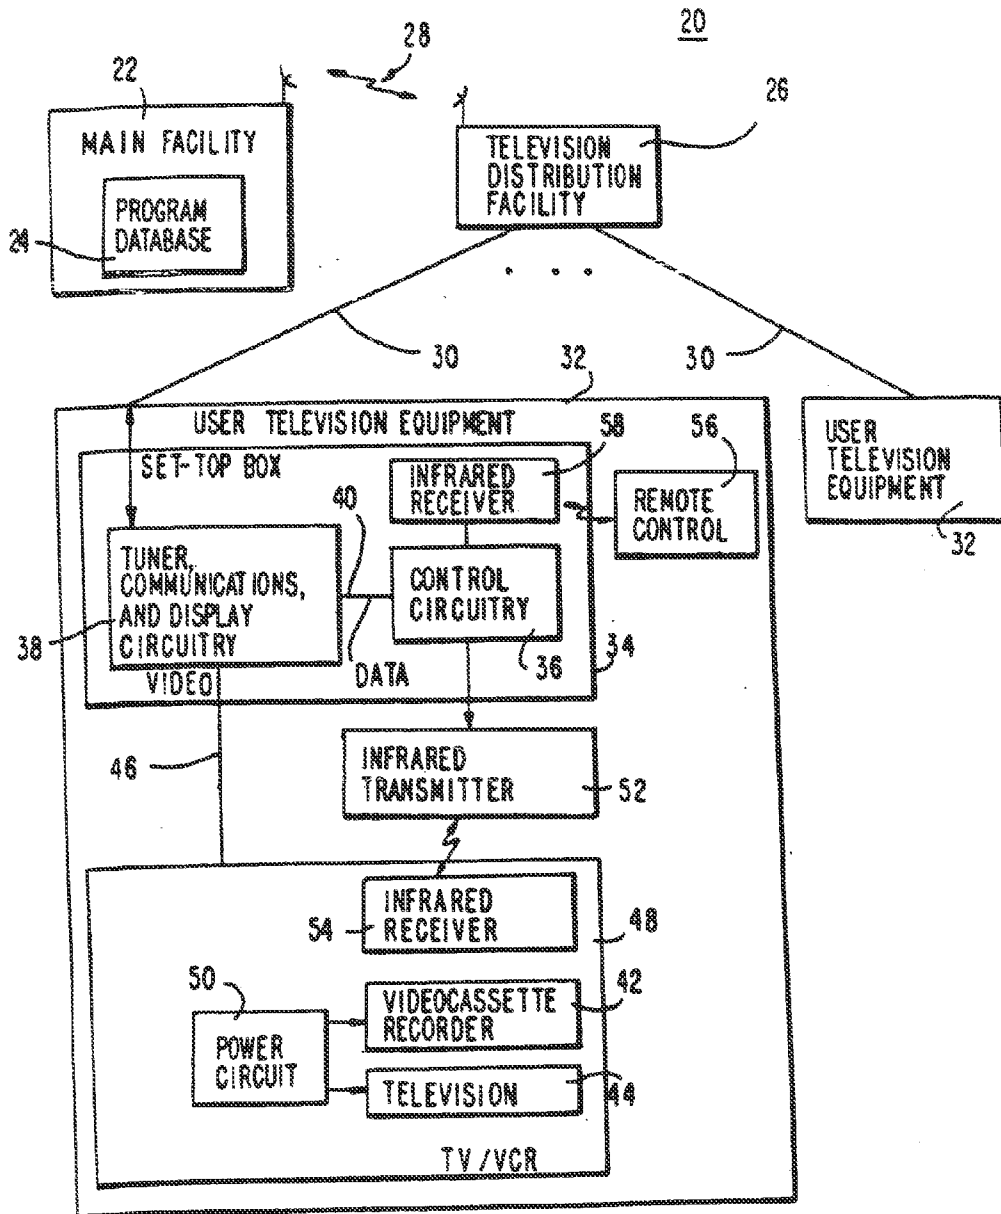 20
28
22
26
MAIN FACILITY
TELEVISION
DISTRIBUTION
FACILITY
PROGRAM
DATABASE
24
30
30
32
USER TELEVISION EQUIPMENT
58
56
USER
TELEVISION
EQUIPMENT
32
SET-TOP BOX
INFRARED
RECEIVER
REMOTE
CONTROL
40
TUNER,
COMMUNICATIONS,
AND DISPLAY
CIRCUITRY
CONTROL
CIRCUITRY
38
DATA
36
34
VIDEO
46
INFRARED
TRANSMITTER
52
INFRARED
RECEIVER
54
48
50
VIDEOCASSETTE
RECORDER
42
POWER
CIRCUIT
TELEVISION
44
TV/VCR